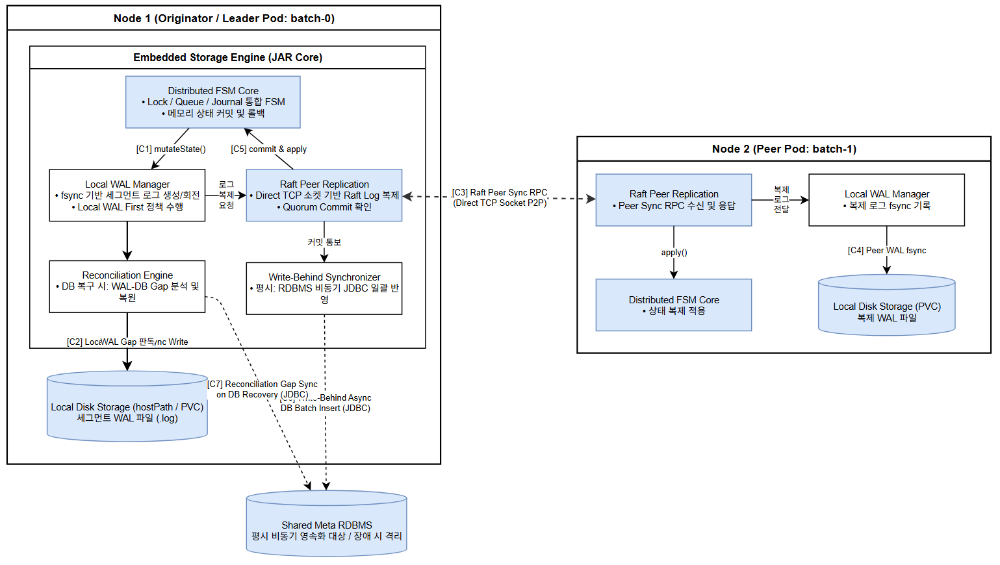 Node 1 (Originator / Leader Pod: batch-0)
Embedded Storage Engine (JAR Core)
Distributed FSM Core
• Lock / Queue / Journal 통합 FSM
• 메모리 상태 커밋 및 롤백
[C1] mutateState()
[C5] commit & apply
Local WAL Manager
• fsync 기반 세그먼트 로그 생성/회전
• Local WAL First 정책 수행
로그
복제
요청
Raft Peer Replication
• Direct TCP 소켓 기반 Raft Log 복제
• Quorum Commit 확인
커밋 통보
Reconciliation Engine
• DB 복구 시: WAL-DB Gap 분석 및
복원
Write-Behind Synchronizer
• 평시: RDBMS 비동기 JDBC 일괄 반
영
[C2]
WAL Gap 판독
Write
Local Disk Storage (hostPath / PVC)
세그먼트 WAL 파일 (.log)
[C7] Reconciliation Gap Sync
on DB Recovery (JDBC)
-Behind Async
DB Batch Insert (JDBC)
Shared Meta RDBMS
평시 비동기 영속화 대상 / 장애 시 격리
[C3] Raft Peer Sync RPC
(Direct TCP Socket P2P)
Node 2 (Peer Pod: batch-1)
Raft Peer Replication
• Peer Sync RPC 수신 및 응답
복제
로그
전달
Local WAL Manager
• 복제 로그 fsync 기록
apply()
[C4] Peer WAL fsync
Distributed FSM Core
• 상태 복제 적용
Local Disk Storage (PVC)
복제 WAL 파일